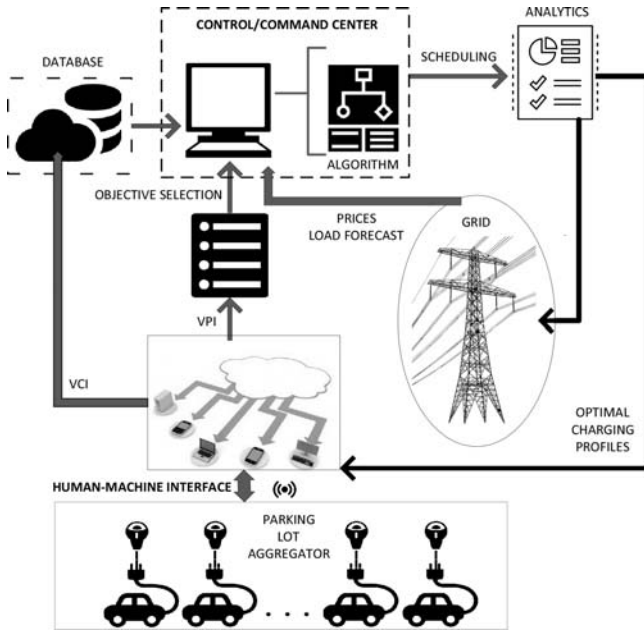 CONTROL/COMMAND CENTER
ANALYTICS
DATABASE
SCHEDULING
ALGORITHM
OBJECTIVE SELECTION
PRICES
LOAD FORECAST
GRID
VPI
VCI
OPTIMAL
CHARGING
PROFILES
HUMAN-MACHINE INTERFACE
PARKING
LOT
AGGREGATOR
. . . .